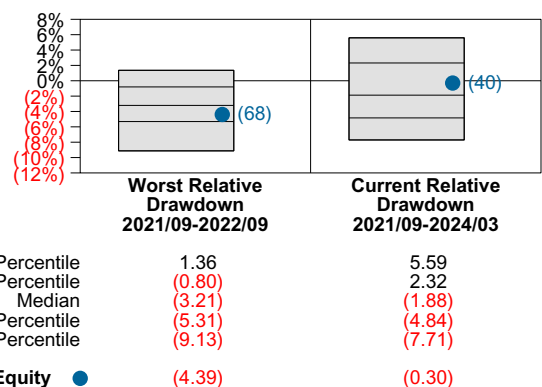 8%
6%
4%
2%
0%
(2%)
(4%)
(6%)
(8%)
(10%)
(12%)
(68)
(40)
Worst Relative Drawdown 2021/09-2022/09
Current Relative Drawdown 2021/09-2024/03
Percentile 1.36 5.59
Percentile (0.80) 2.32
Median (3.21) (1.88)
Percentile (5.31) (4.84)
Percentile (9.13) (7.71)
Equity (4.39) (0.30)